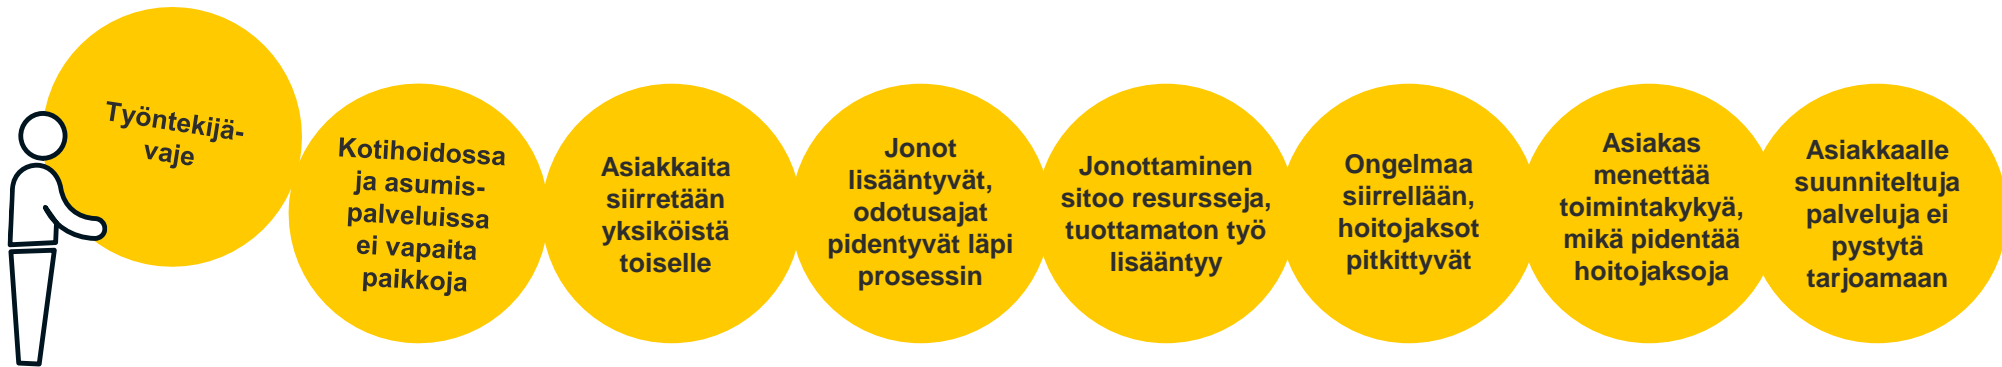 Työntekijä-
vaje
Kotihoidossa
ja asumis-
palveluissa
ei vapaita
paikkoja
Asiakkaita
siirretään
yksiköistä
toiselle
Jonot
lisääntyvät,
odotusajat
pidentyvät läpi
prosessin
Jonottaminen
sitoo resursseja,
tuottamaton työ
lisääntyy
Ongelmaa
siirrellään,
hoitojaksot
pitkittyvät
Asiakas
menettää
toimintakykyä,
mikä pidentää
hoitojaksoja
Asiakkaalle
suunniteltuja
palveluja ei
pystytä
tarjoamaan